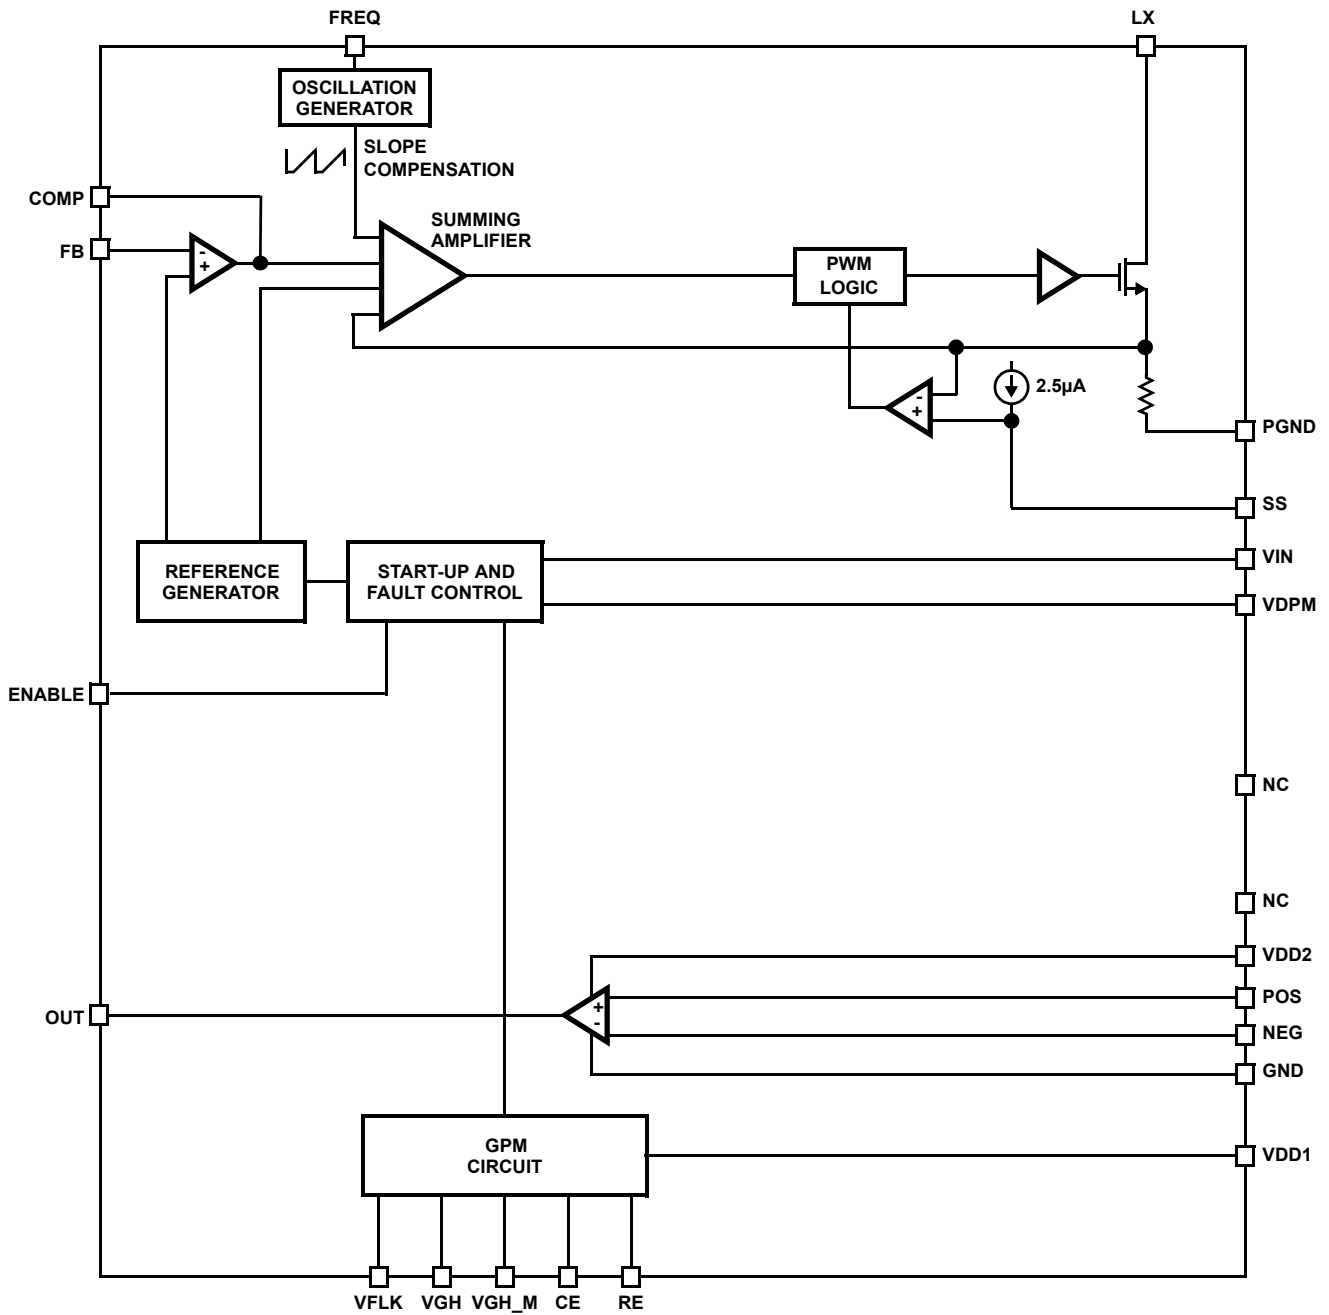 FREQ
LX
OSCILLATION
GENERATOR
SLOPE
COMPENSATION
COMP
SUMMING
AMPLIFIER
FB
-
+
PWM
LOGIC
2.5µA
-
+
PGND
SS
REFERENCE
GENERATOR
START-UP AND
FAULT CONTROL
VIN
VDPM
ENABLE
NC
NC
VDD2
POS
+
-
OUT
NEG
GND
GPM
CIRCUIT
VDD1
VFLK
VGH
VGH_M
CE
RE